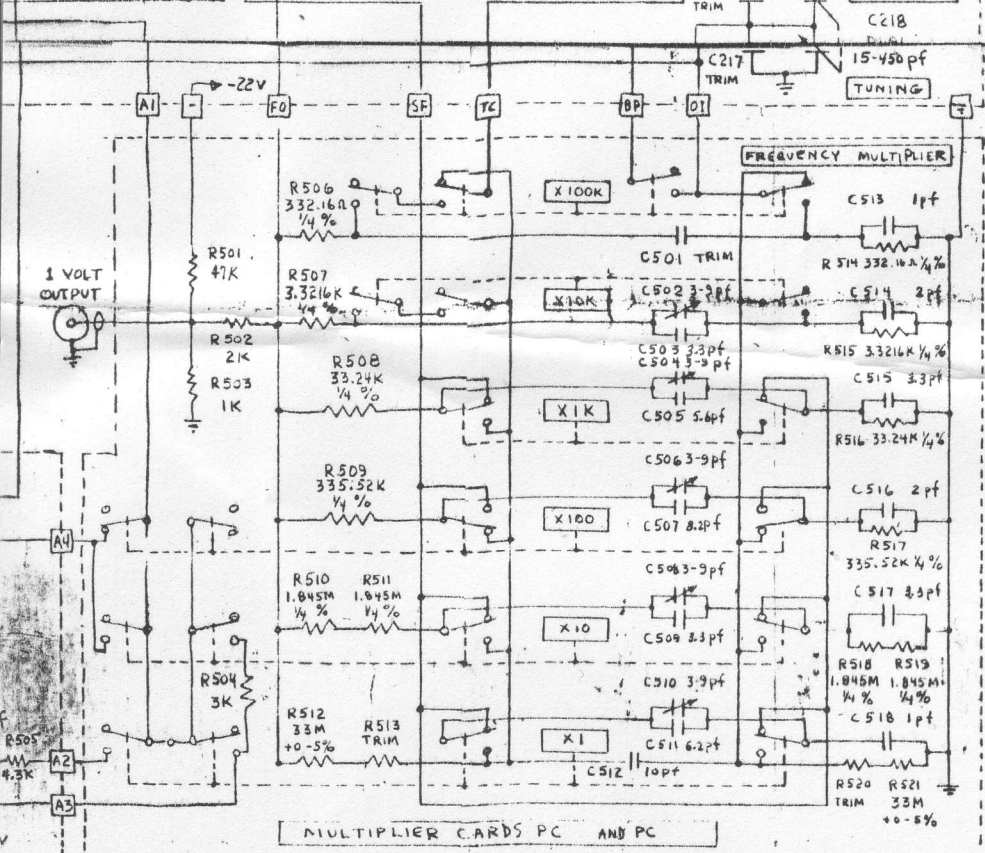 TRIM
C218
DUAL
15-450 pf
C217
TRIM
TUNING
-22V
A1
-
FO
SF
TC
BP
OI
T
FREQUENCY MULTIPLIER
R506
332.16Ω
1/4 %
X100K
C513 1pf
C501 TRIM
R514 332.16Ω 1/4%
R501
47K
1 VOLT
OUTPUT
R507
3.3216K
1/4 %
X10K
C502 3-9pf
C514 2pf
R502
2K
C503 3.3pf
R515 3.3216K 1/4%
R508
33.24K
1/4 %
C504 3-9pf
C515 3.3pf
R503
1K
X1K
C505 5.6pf
R516 33.24K 1/4%
C506 3-9pf
R509
335.52K
1/4 %
C516 2pf
X100
C507 8.2pf
A4
R517
335.52K 1/4%
C508 3-9pf
R510 R511
1.845M 1.845M
1/4 % 1/4 %
C517 3.3pf
X10
C509 3.3pf
R518 R519
1.845M 1.845M
1/4 % 1/4%
R504
3K
C510 3-9pf
R512 R513
33M TRIM
+0-5%
C518 1pf
X1
C511 6.2pf
R505
4.3K
A2
C512 10pf
R520 R521
TRIM 33M
+0-5%
A3
MULTIPLIER CARDS PC AND PC